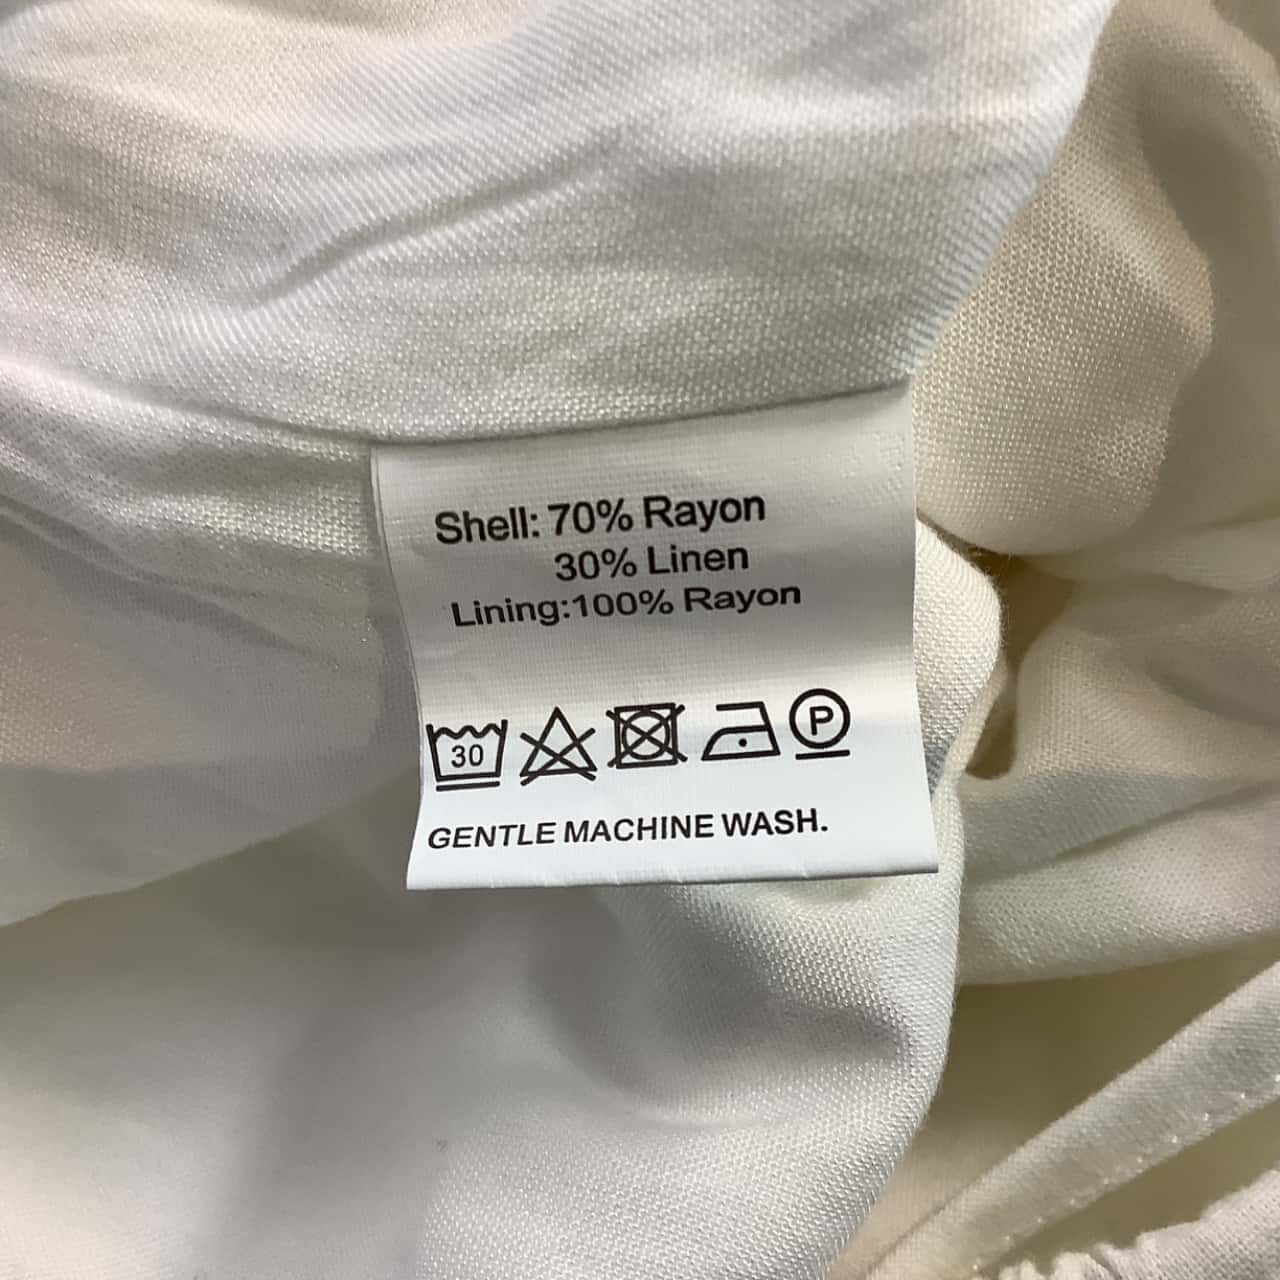 Shell: 70% Rayon
30% Linen
Lining:100% Rayon
30 P
GENTLE MACHINE WASH.